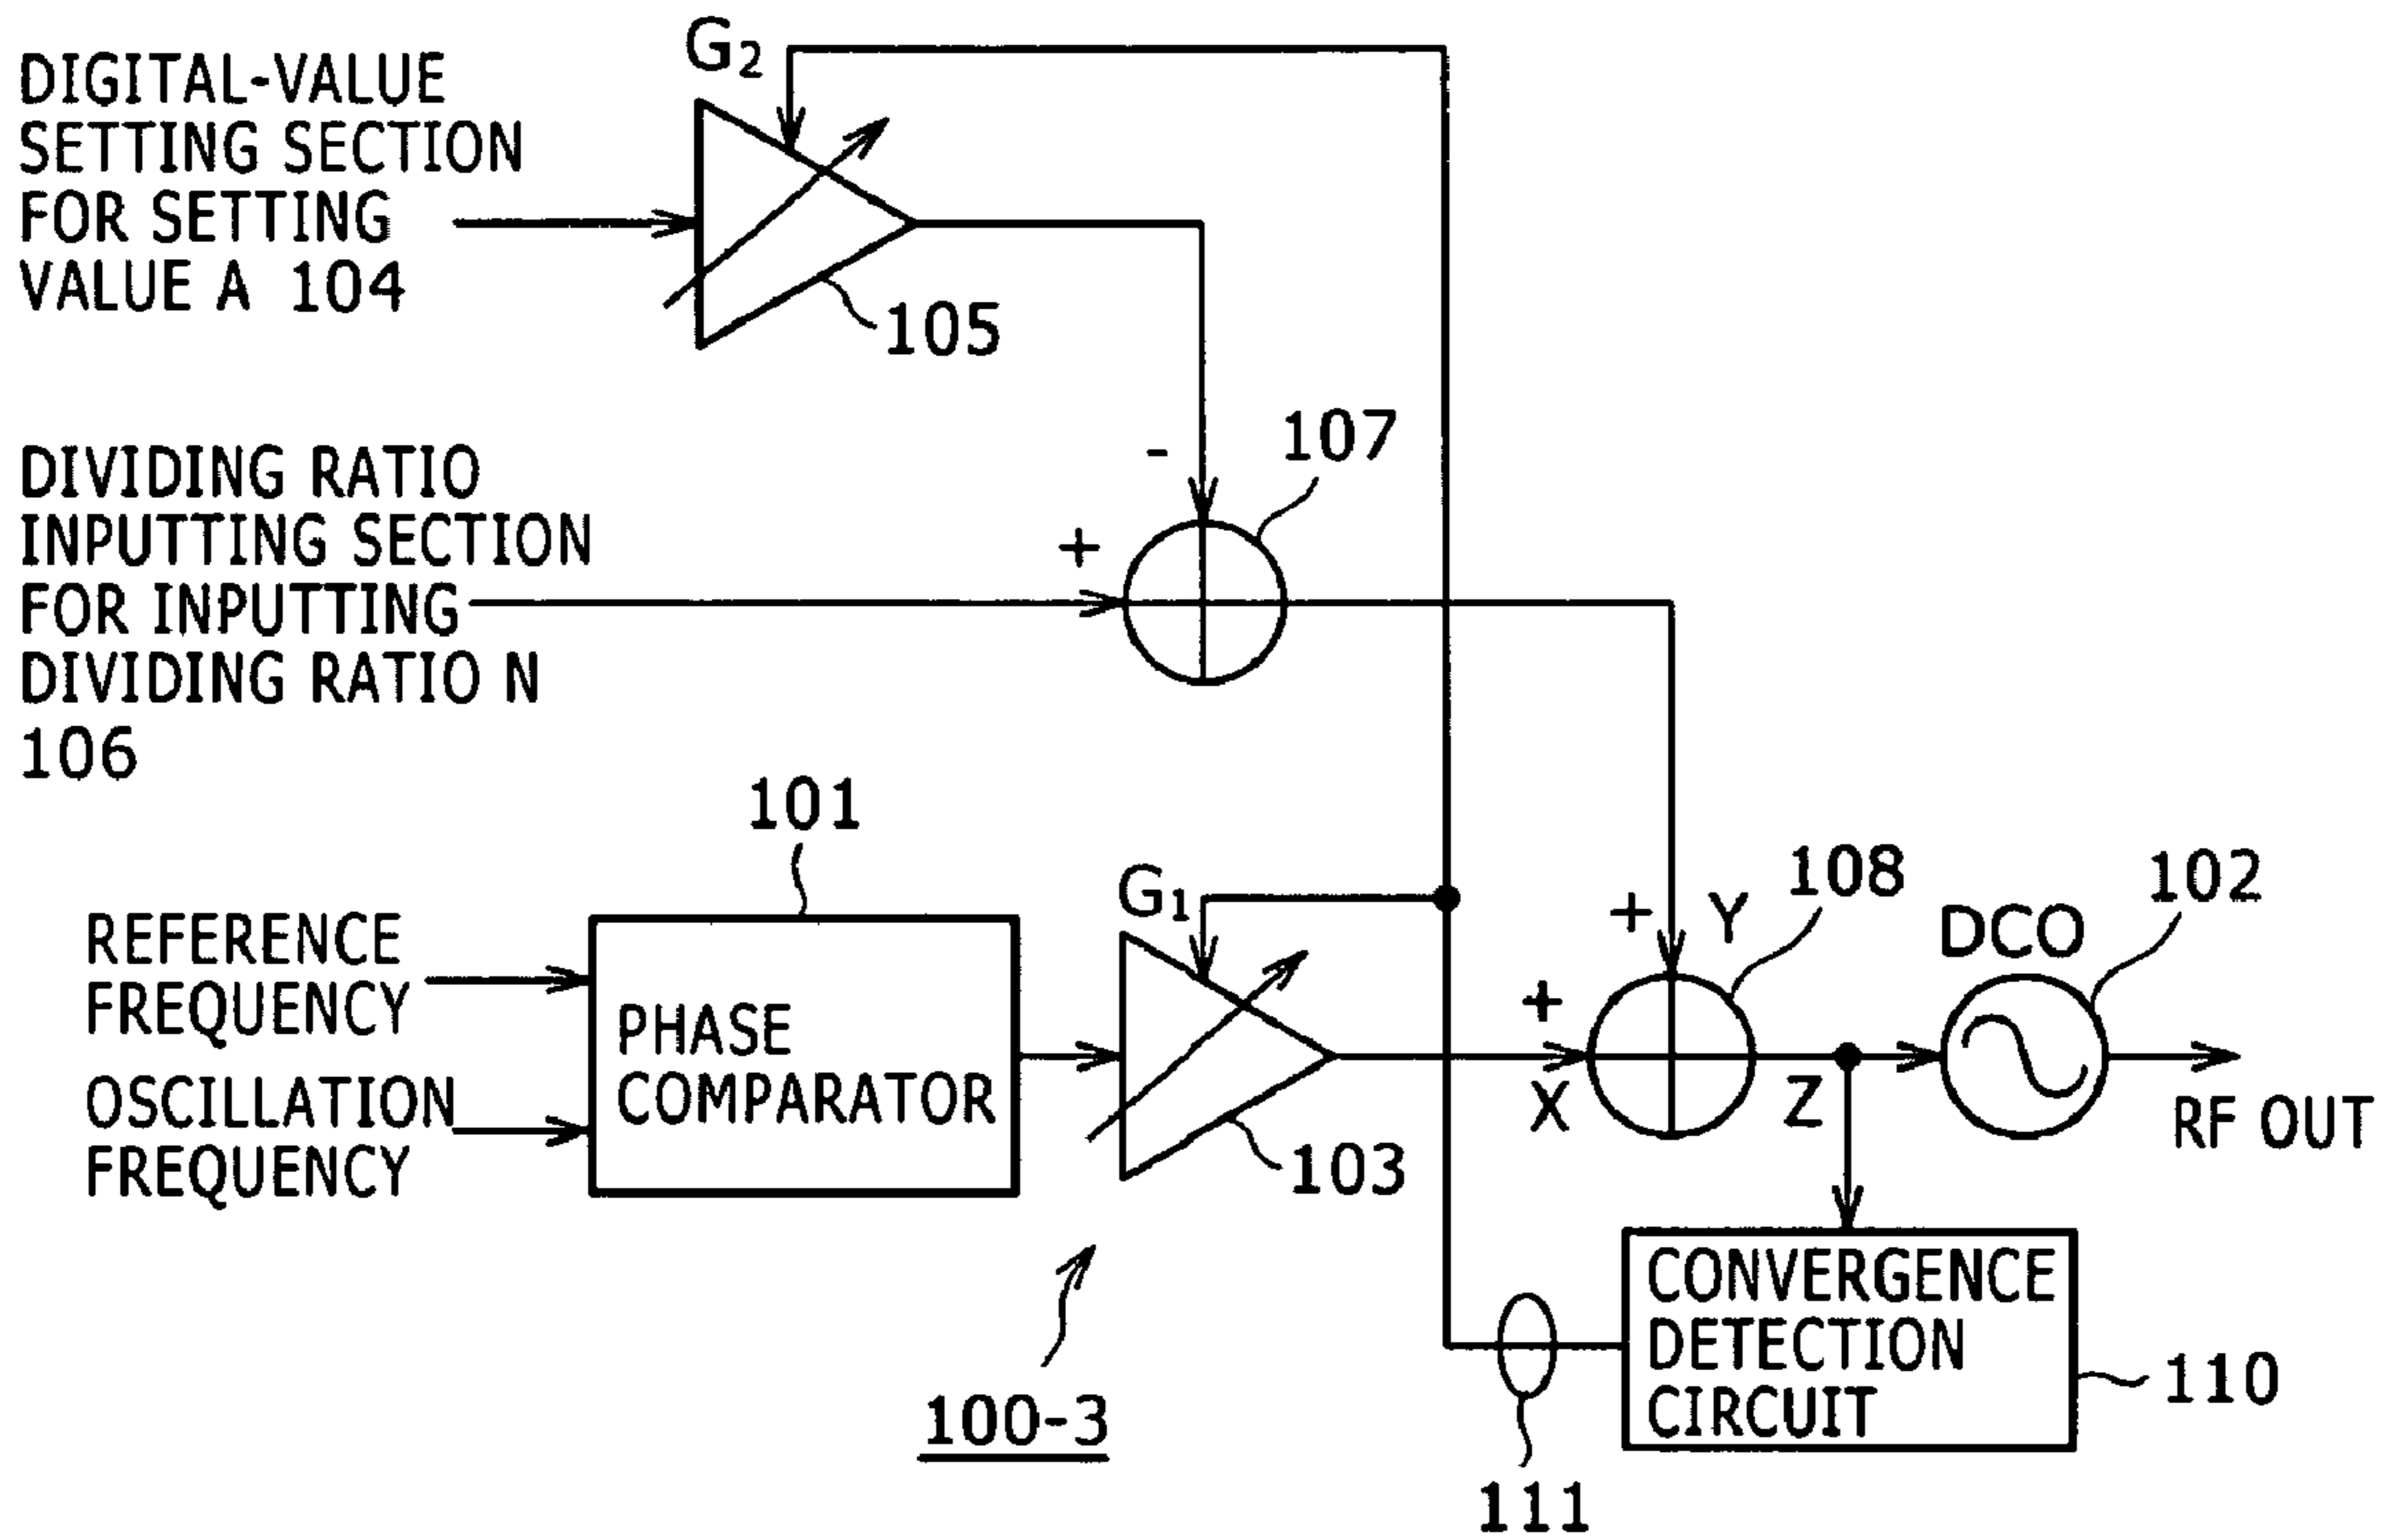 DIGITAL-VALUE
SETTING SECTION
FOR SETTING
VALUE A 104
G2
105
DIVIDING RATIO
INPUTTING SECTION
FOR INPUTTING
DIVIDING RATIO N
106
-
+
107
101
REFERENCE
FREQUENCY
OSCILLATION
FREQUENCY
PHASE
COMPARATOR
G1
103
+ Y
108
+
X
Z
DCO
102
RF OUT
CONVERGENCE
DETECTION
CIRCUIT
110
111
100-3